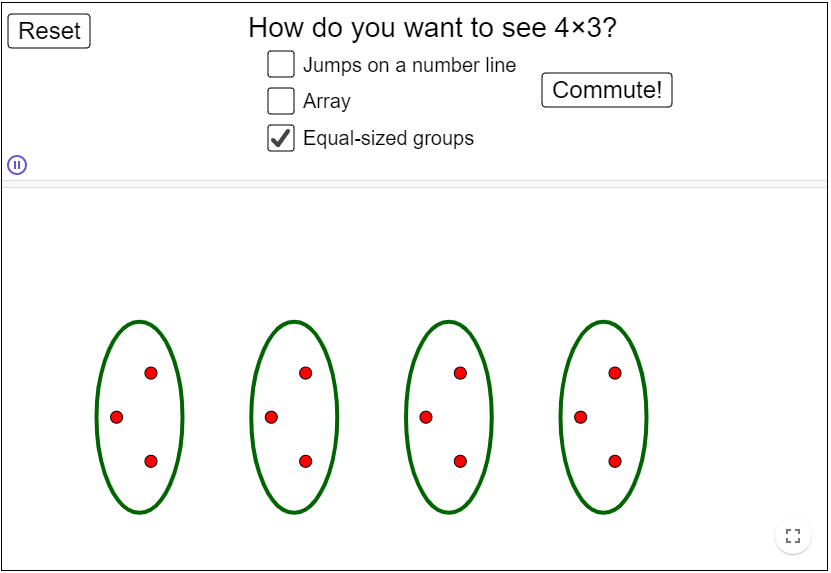 Reset
How do you want to see 4×3?
Jumps on a number line
Array
Commute!
Equal-sized groups